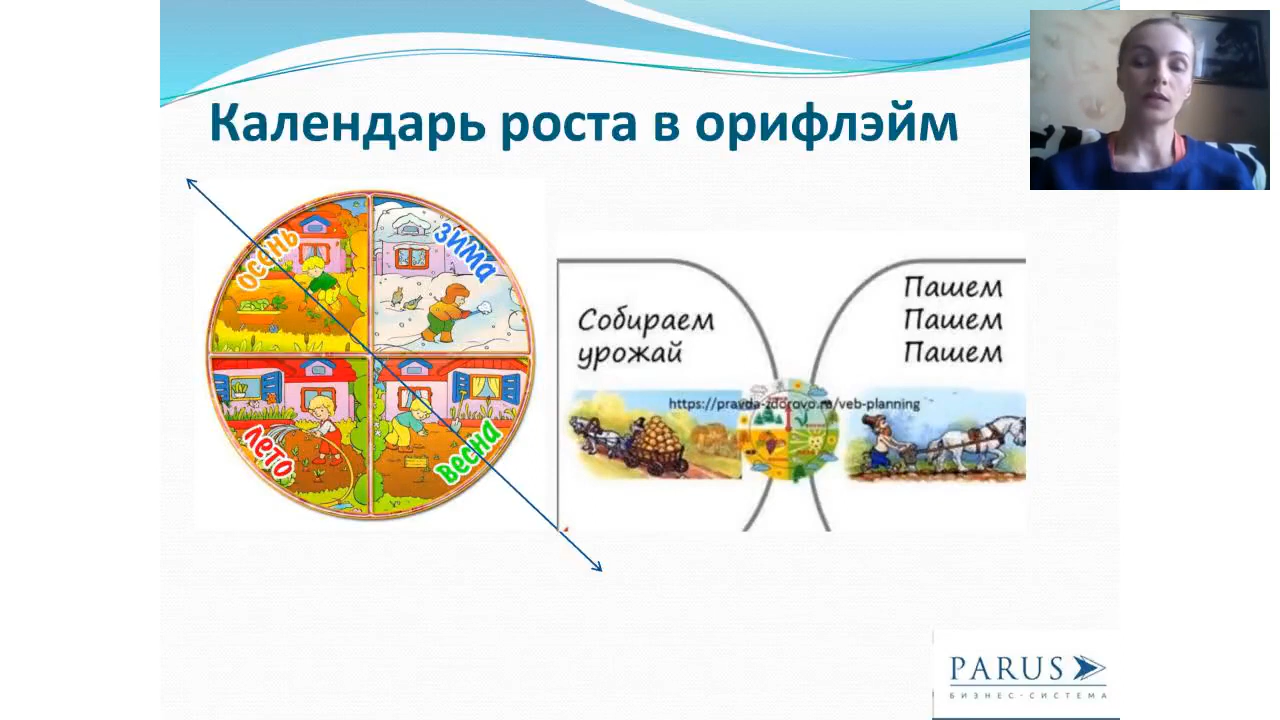 Календарь роста в орифлэйм
осень
зима
лето
весна
Собираем
урожай
Пашем
Пашем
Пашем
https://pravda-zdorovo.ru/veb-planning
PARUS
БИЗНЕС-СИСТЕМА